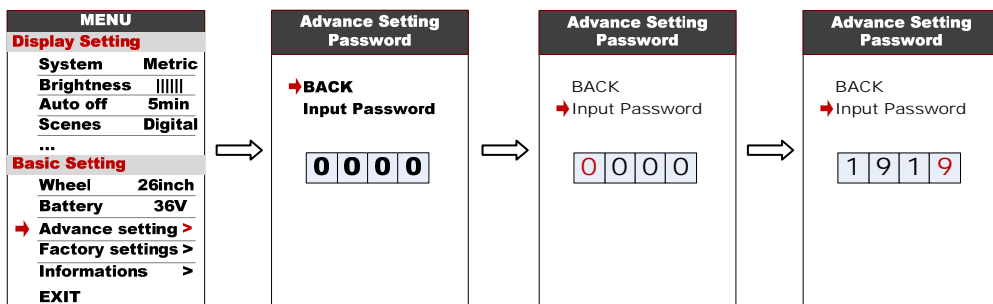 MENU
Display Setting
System Metric
Brightness ||||||
Auto off 5min
Scenes Digital
...
Basic Setting
Wheel 26inch
Battery 36V
Advance setting >
Factory settings >
Informations >
EXIT
Advance Setting
Password
BACK
Input Password
0 0 0 0
Advance Setting
Password
BACK
Input Password
0 0 0 0
Advance Setting
Password
BACK
Input Password
1 9 1 9